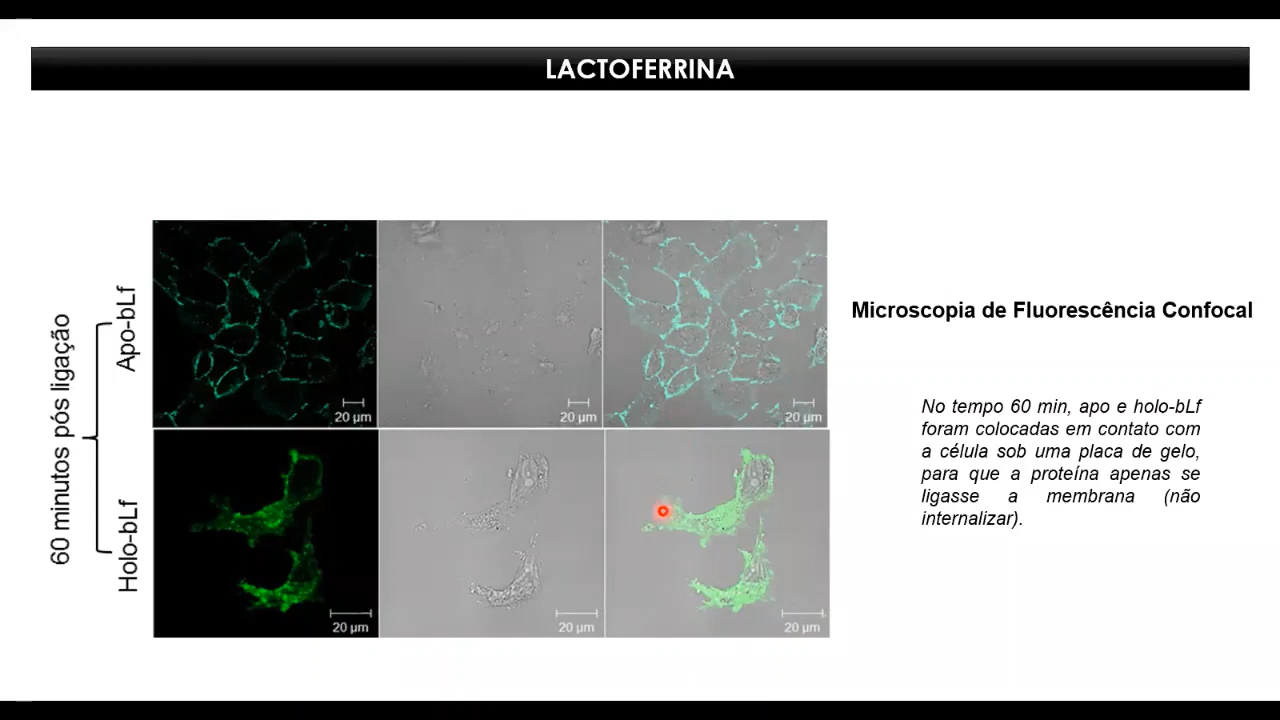 LACTOFERRINA
60 minutos pós ligação
Apo-bLf
Holo-bLf
20 µm
20 µm
20 µm
20 µm
20 µm
20 µm
Microscopia de Fluorescência Confocal
No tempo 60 min, apo e holo-bLf
foram colocadas em contato com
a célula sob uma placa de gelo,
para que a proteína apenas se
ligasse a membrana (não
internalizar).